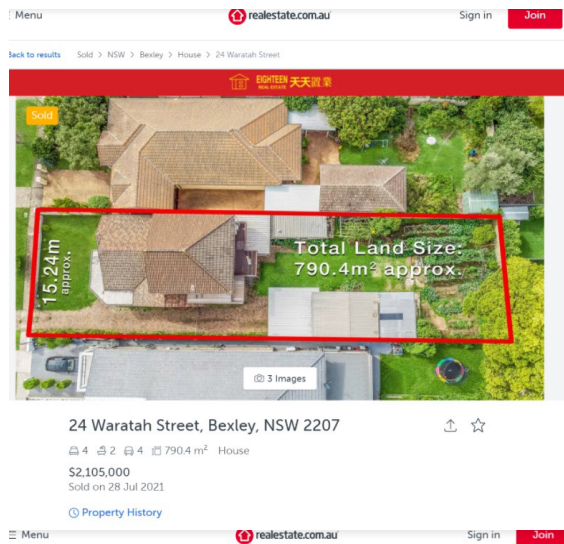 Menu
realestate.com.au
Sign in
Join
Back to results
Sold > NSW > Bexley > House > 24 Waratah Street
EIGHTEEN 天天置業
REAL ESTATE
Sold
15.24m
approx.
Total Land Size:
790.4m² approx.
3 Images
24 Waratah Street, Bexley, NSW 2207
4 2 4 790.4 m² House
$2,105,000
Sold on 28 Jul 2021
Property History
Menu
realestate.com.au
Sign in
Join